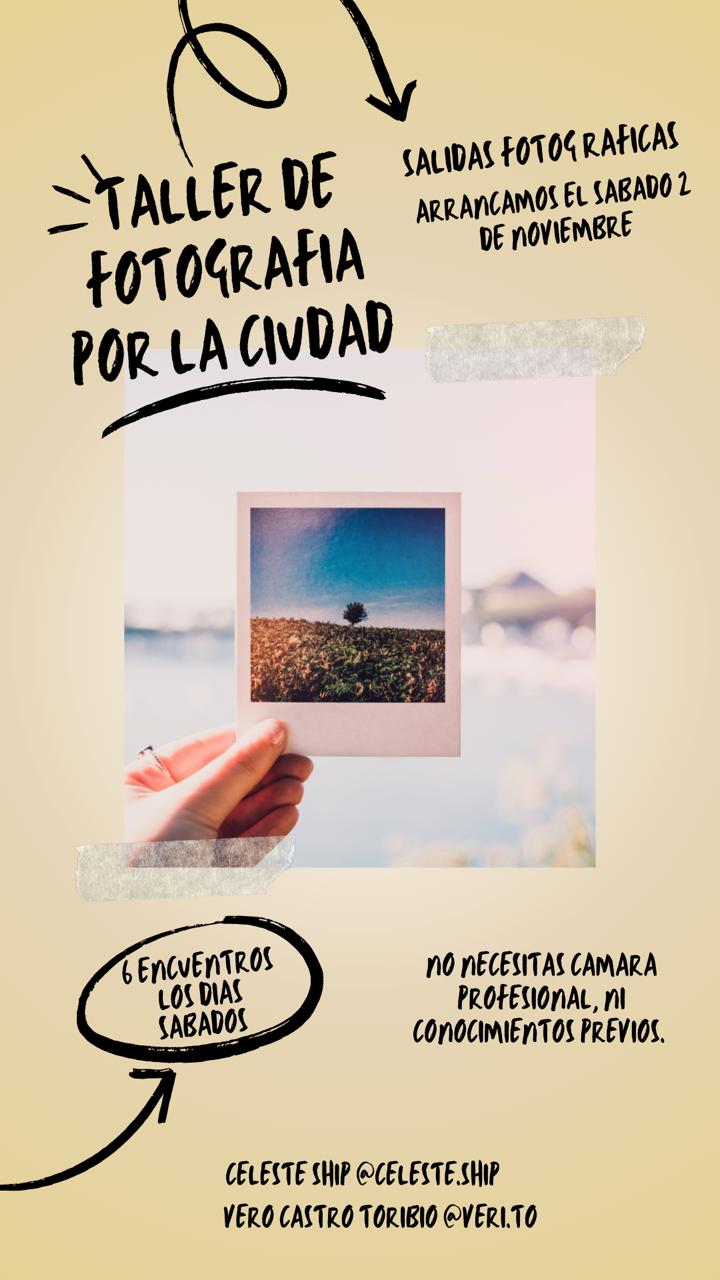 TALLER DE
FOTOGRAFIA
POR LA CIUDAD
SALIDAS FOTOGRAFICAS
ARRANCAMOS EL SABADO 2
DE NOVIEMBRE
6 ENCUENTROS
LOS DIAS
SABADOS
NO NECESITAS CAMARA
PROFESIONAL, NI
CONOCIMIENTOS PREVIOS.
CELESTE SHIP @CELESTE.SHIP
VERO CASTRO TORIBIO @VERI.TO